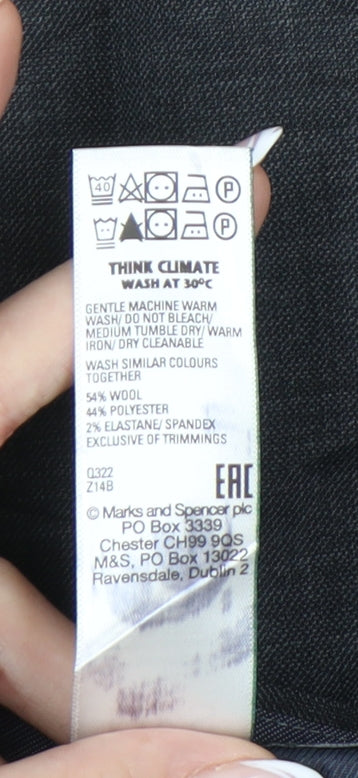 40 P
P
THINK CLIMATE
WASH AT 30°C
GENTLE MACHINE WARM
WASH/ DO NOT BLEACH/
MEDIUM TUMBLE DRY/ WARM
IRON/ DRY CLEANABLE
WASH SIMILAR COLOURS
TOGETHER
54% WOOL
44% POLYESTER
2% ELASTANE/ SPANDEX
EXCLUSIVE OF TRIMMINGS
Q322
Z14B
EAC
© Marks and Spencer plc
PO Box 3339
Chester CH99 9QS
M&S, PO Box 13022
Ravensdale, Dublin 2